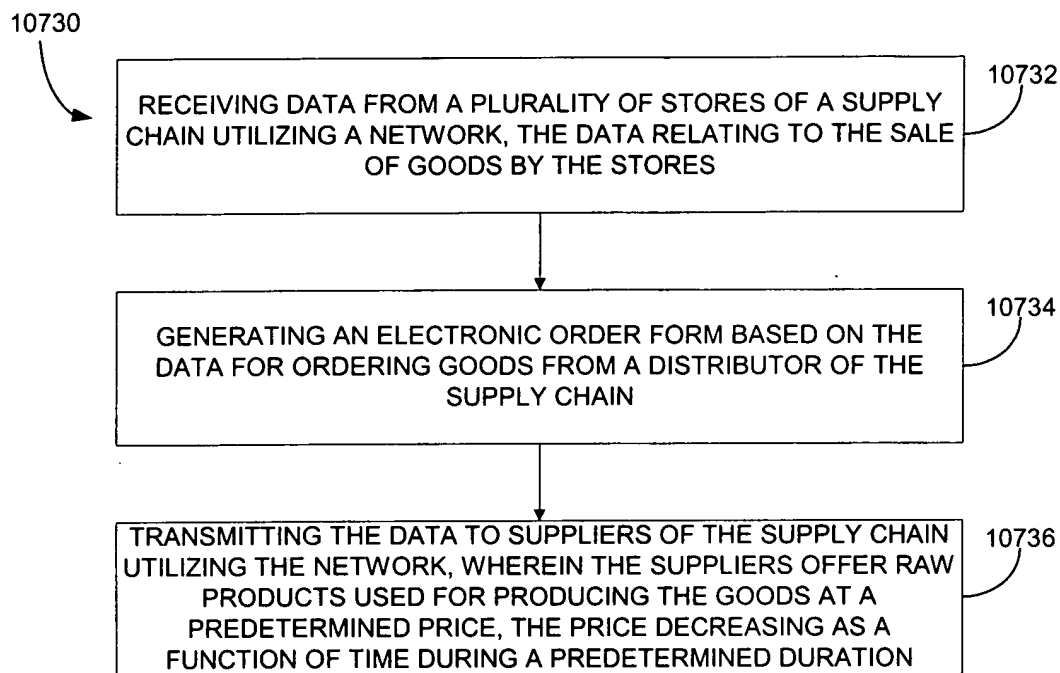 10730
10732
RECEIVING DATA FROM A PLURALITY OF STORES OF A SUPPLY
CHAIN UTILIZING A NETWORK, THE DATA RELATING TO THE SALE
OF GOODS BY THE STORES
10734
GENERATING AN ELECTRONIC ORDER FORM BASED ON THE
DATA FOR ORDERING GOODS FROM A DISTRIBUTOR OF THE
SUPPLY CHAIN
10736
TRANSMITTING THE DATA TO SUPPLIERS OF THE SUPPLY CHAIN
UTILIZING THE NETWORK, WHEREIN THE SUPPLIERS OFFER RAW
PRODUCTS USED FOR PRODUCING THE GOODS AT A
PREDETERMINED PRICE, THE PRICE DECREASING AS A
FUNCTION OF TIME DURING A PREDETERMINED DURATION